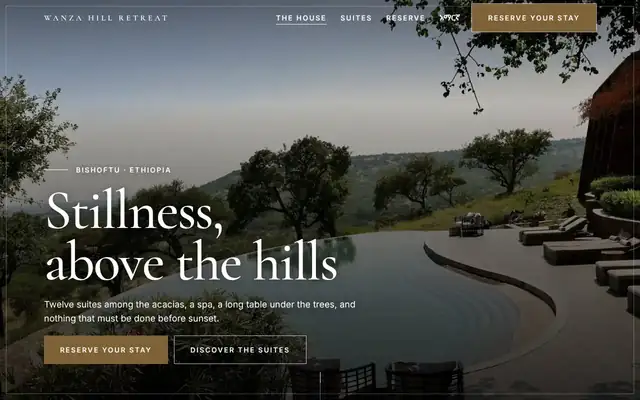 WANZA HILL RETREAT
THE HOUSE SUITES RESERVE አማርኛ RESERVE YOUR STAY
BISHOFTU · ETHIOPIA
Stillness,
above the hills
Twelve suites among the acacias, a spa, a long table under the trees, and
nothing that must be done before sunset.
RESERVE YOUR STAY DISCOVER THE SUITES